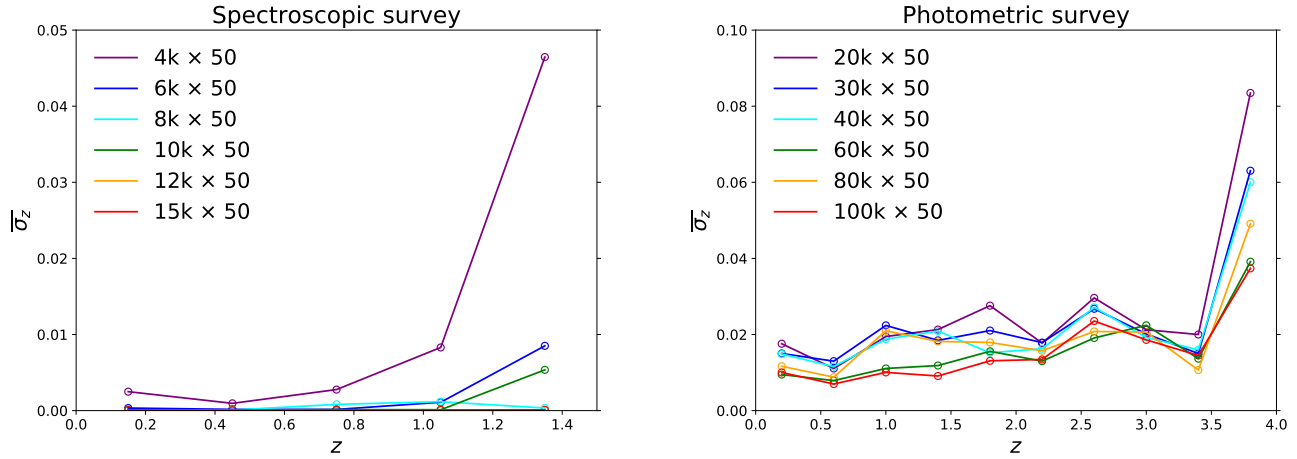 Spectroscopic survey
0.05
0.04
0.03
0.02
0.01
0.00
σz
4k × 50
6k × 50
8k × 50
10k × 50
12k × 50
15k × 50
0.0 0.2 0.4 0.6 0.8 1.0 1.2 1.4
z
Photometric survey
0.10
0.08
0.06
0.04
0.02
0.00
σz
20k × 50
30k × 50
40k × 50
60k × 50
80k × 50
100k × 50
0.0 0.5 1.0 1.5 2.0 2.5 3.0 3.5 4.0
z